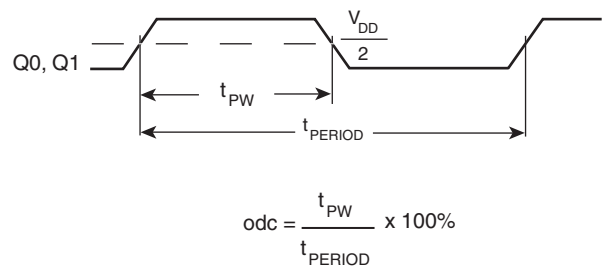 V_DD
2
Q0, Q1
t_PW
t_PERIOD
t_PW
odc = x 100%
t_PERIOD